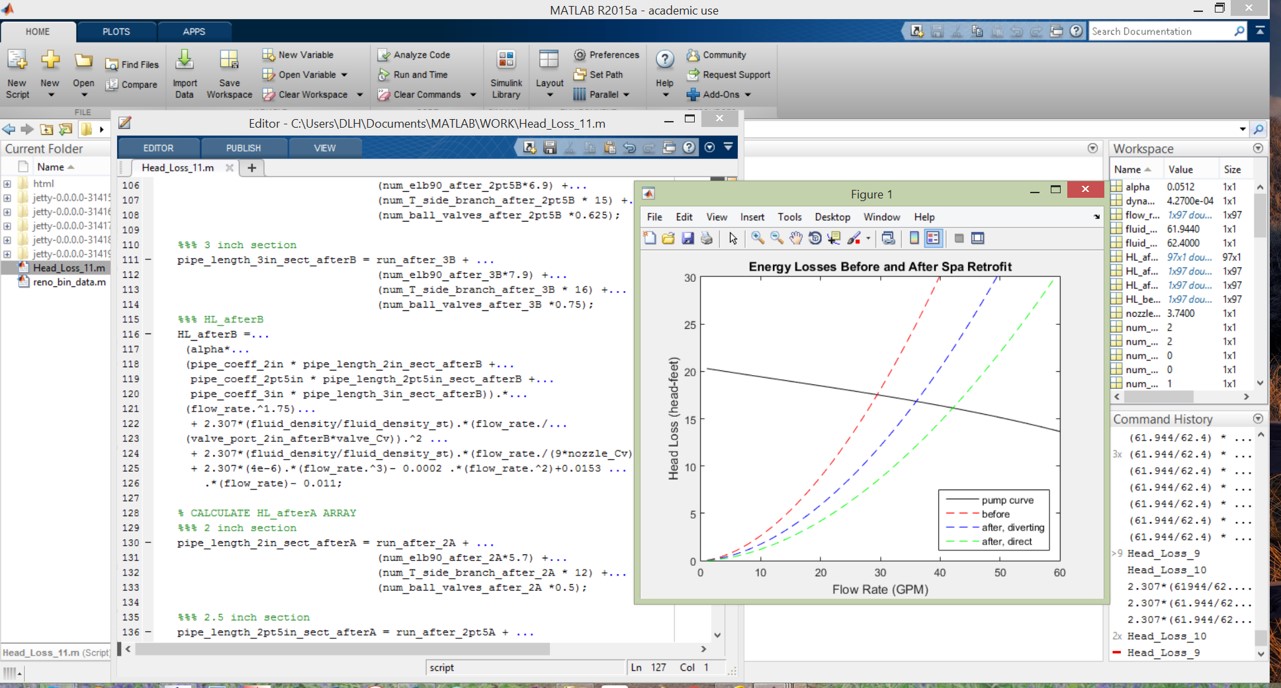 MATLAB R2015a - academic use
HOME PLOTS APPS
Search Documentation
New Script
New
Open
Find Files
Compare
Import Data
Save Workspace
New Variable
Open Variable
Clear Workspace
Analyze Code
Run and Time
Clear Commands
Simulink Library
Layout
Preferences
Set Path
Parallel
Help
Community
Request Support
Add-Ons
FILE
Current Folder
Name
html
jetty-0.0.0.0-31415
jetty-0.0.0.0-31416
jetty-0.0.0.0-31417
jetty-0.0.0.0-31418
jetty-0.0.0.0-31419
Head_Loss_11.m
reno_bin_data.m
Head_Loss_11.m (Script)
Editor - C:\Users\DLH\Documents\MATLAB\WORK\Head_Loss_11.m
EDITOR PUBLISH VIEW
Head_Loss_11.m
106 (num_elb90_after_2pt5B*6.9) +...
107 (num_T_side_branch_after_2pt5B * 15) +.
108 (num_ball_valves_after_2pt5B *0.625);
109
110 %%% 3 inch section
111 pipe_length_3in_sect_afterB = run_after_3B + ...
112 (num_elb90_after_3B*7.9) +...
113 (num_T_side_branch_after_3B * 16) +...
114 (num_ball_valves_after_3B *0.75);
115 %%% HL_afterB
116 HL_afterB =...
117 (alpha*...
118 (pipe_coeff_2in * pipe_length_2in_sect_afterB +...
119 pipe_coeff_2pt5in * pipe_length_2pt5in_sect_afterB +...
120 pipe_coeff_3in * pipe_length_3in_sect_afterB)).*...
121 (flow_rate.^1.75)...
122 + 2.307*(fluid_density/fluid_density_st).*(flow_rate./...
123 (valve_port_2in_afterB*valve_Cv)).^2 ...
124 + 2.307*(fluid_density/fluid_density_st).*(flow_rate./(9*nozzle_Cv)
125 + 2.307*(4e-6).*(flow_rate.^3)- 0.0002 .*(flow_rate.^2)+0.0153 ...
126 .*(flow_rate)- 0.011;
127
128 % CALCULATE HL_afterA ARRAY
129 %%% 2 inch section
130 pipe_length_2in_sect_afterA = run_after_2A + ...
131 (num_elb90_after_2A*5.7) +...
132 (num_T_side_branch_after_2A * 12) +...
133 (num_ball_valves_after_2A *0.5);
134
135 %%% 2.5 inch section
136 pipe_length_2pt5in_sect_afterA = run_after_2pt5A + ...
script
Ln 127 Col 1
Figure 1
File Edit View Insert Tools Desktop Window Help
Energy Losses Before and After Spa Retrofit
Head Loss (head-feet)
30
25
20
15
10
5
0
0 10 20 30 40 50 60
Flow Rate (GPM)
pump curve
before
after, diverting
after, direct
Workspace
Name Value Size
alpha 0.0512 1x1
dyna... 4.2700e-04 1x1
flow_r... 1x97 dou... 1x97
fluid_... 61.9440 1x1
fluid_... 62.4000 1x1
HL_af... 97x1 dou... 97x1
HL_af... 1x97 dou... 1x97
HL_af... 1x97 dou... 1x97
HL_be... 1x97 dou... 1x97
nozzle... 3.7400 1x1
num_... 2 1x1
num_... 2 1x1
num_... 0 1x1
num_... 0 1x1
num_... 1 1x1
Command History
(61.944/62.4) * ...
3x (61.944/62.4) * ...
(61.944/62.4) * ...
(61.944/62.4) * ...
(61.944/62.4) * ...
(61.944/62.4) * ...
(61.944/62.4) * ...
9 Head_Loss_9
Head_Loss_10
2.307*(61944/62...
2.307*(61.944/62...
2.307*(61.944/62...
2x Head_Loss_10
Head_Loss_9